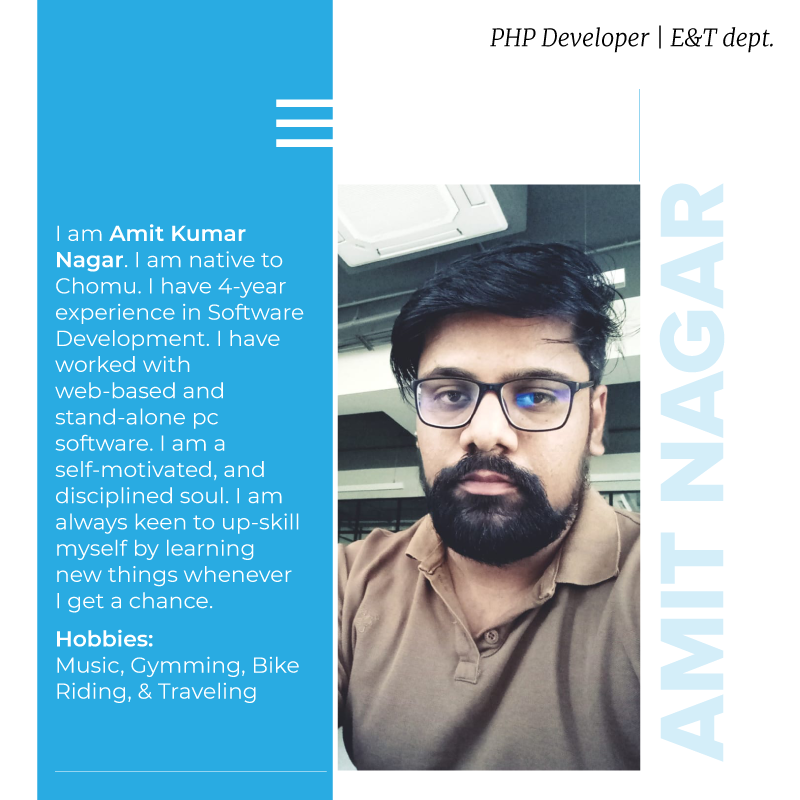 PHP Developer | E&T dept.
I am Amit Kumar
Nagar. I am native to
Chomu. I have 4-year
experience in Software
Development. I have
worked with
web-based and
stand-alone pc
software. I am a
self-motivated, and
disciplined soul. I am
always keen to up-skill
myself by learning
new things whenever
I get a chance.
Hobbies:
Music, Gymming, Bike
Riding, & Traveling
AMIT NAGAR